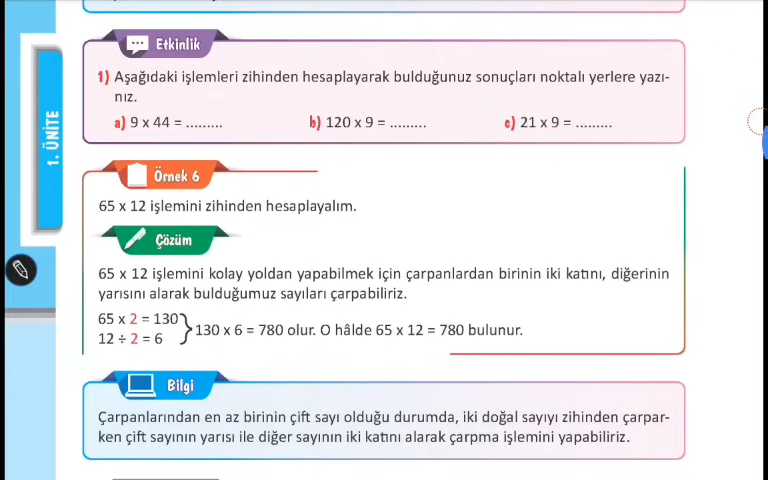 Etkinlik
1) Aşağıdaki işlemleri zihinden hesaplayarak bulduğunuz sonuçları noktalı yerlere yazı-
nız.
a) 9 x 44 = ......... b) 120 x 9 = ......... c) 21 x 9 = .........
1. ÜNİTE
Örnek 6
65 x 12 işlemini zihinden hesaplayalım.
Çözüm
65 x 12 işlemini kolay yoldan yapabilmek için çarpanlardan birinin iki katını, diğerinin
yarısını alarak bulduğumuz sayıları çarpabiliriz.
65 x 2 = 130
12 ÷ 2 = 6
130 x 6 = 780 olur. O hâlde 65 x 12 = 780 bulunur.
Bilgi
Çarpanlarından en az birinin çift sayı olduğu durumda, iki doğal sayıyı zihinden çarpar-
ken çift sayının yarısı ile diğer sayının iki katını alarak çarpma işlemini yapabiliriz.